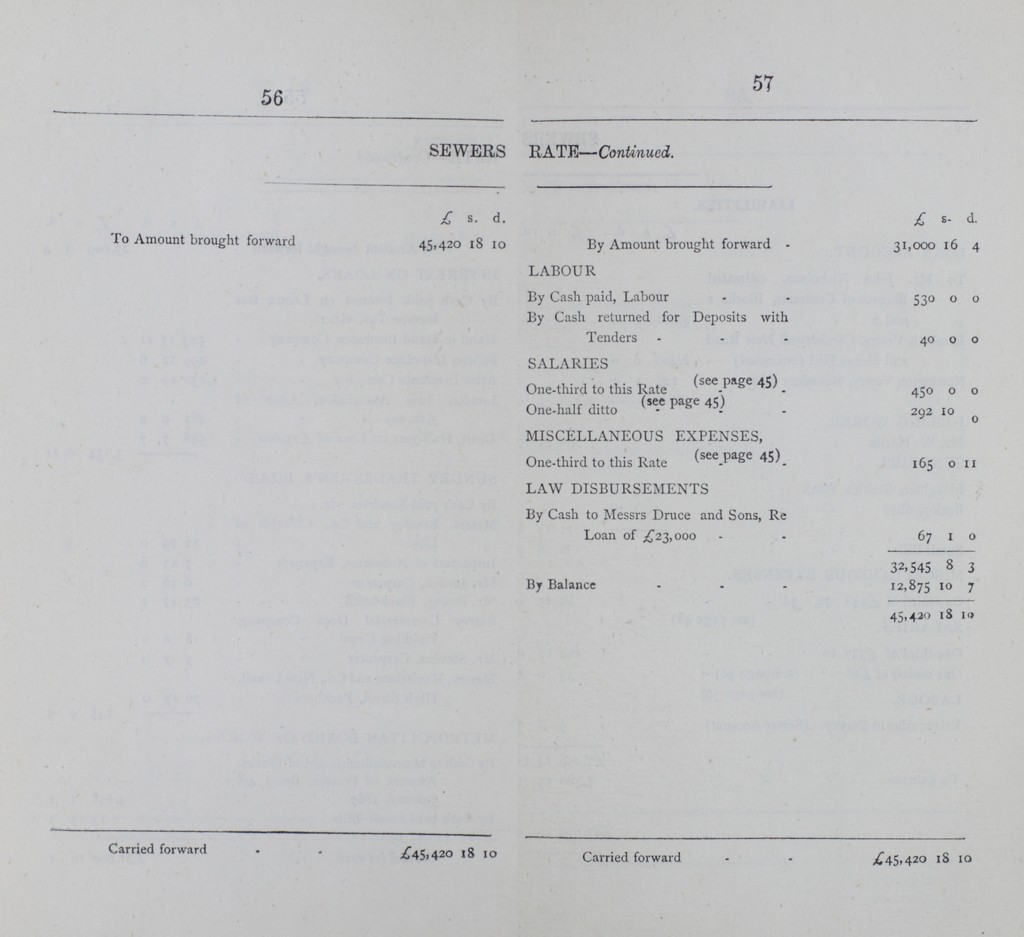 56
SEWERS
£ s. d.
To Amount brought forward 45,420 18 10
Carried forward - - £45,420 18 10
57
RATE—Continued.
£ s- d.
By Amount brought forward - 31,000 16 4
LABOUR
By Cash paid, Labour - - 530 0 0
By Cash returned for Deposits with
Tenders - - - 40 0 0
SALARIES
One-third to this Rate (see page 45) - - 450 0 0
One-half ditto (see page 45) - - - 292 10 0
MISCELLANEOUS EXPENSES,
One-third to this Rate (see page 45) - - 165 0 11
LAW DISBURSEMENTS
By Cash to Messrs Druce and Sons, Re
Loan of £23,000 - - 67 1 0
32,545 8 3
By Balance - - - 12,875 10 7
45,420 18 10
Carried forward - - £45,420 18 10